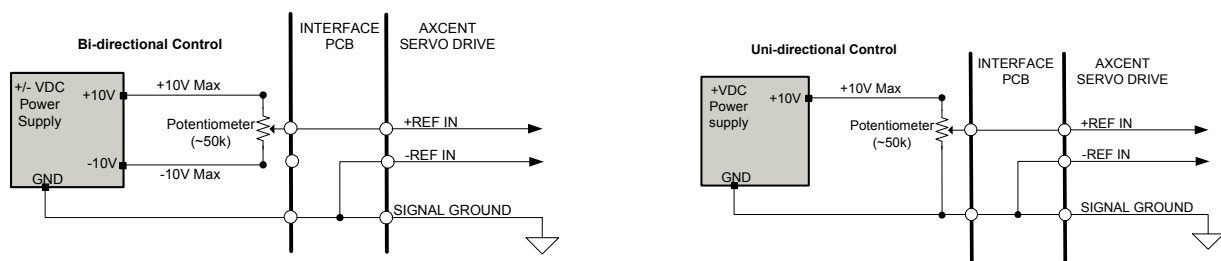 Bi-directional Control
INTERFACE
PCB
AXCENT
SERVO DRIVE
+/- VDC
Power
Supply
+10V
+10V Max
Potentiometer
(~50k)
-10V
-10V Max
GND
+REF IN
-REF IN
SIGNAL GROUND
Uni-directional Control
INTERFACE
PCB
AXCENT
SERVO DRIVE
+VDC
Power
supply
+10V
+10V Max
Potentiometer
(~50k)
GND
+REF IN
-REF IN
SIGNAL GROUND